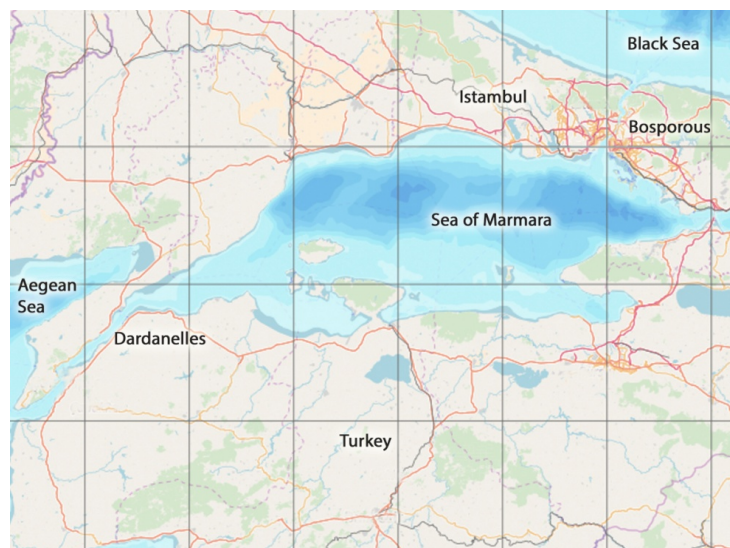 Black Sea
Istambul
Bosporous
Sea of Marmara
Aegean
Sea
Dardanelles
Turkey